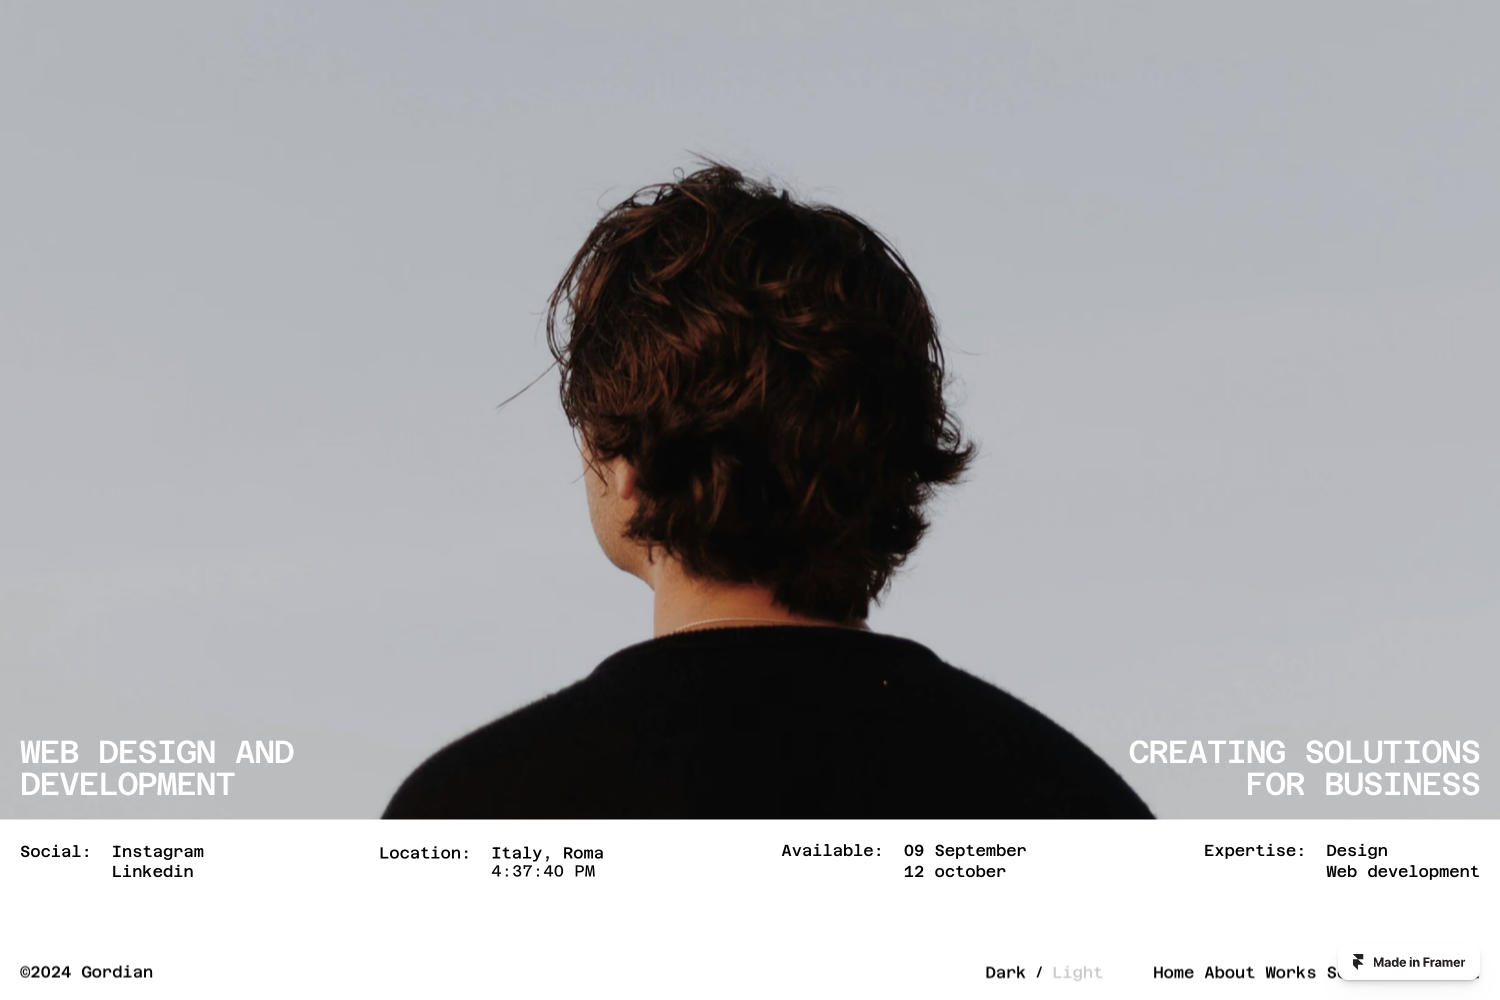 WEB DESIGN AND
DEVELOPMENT
CREATING SOLUTIONS
FOR BUSINESS
Social: Instagram
Linkedin
Location: Italy, Roma
4:37:40 PM
Available: 09 September
12 october
Expertise: Design
Web development
©2024 Gordian
Dark / Light
Home About Works
Made in Framer